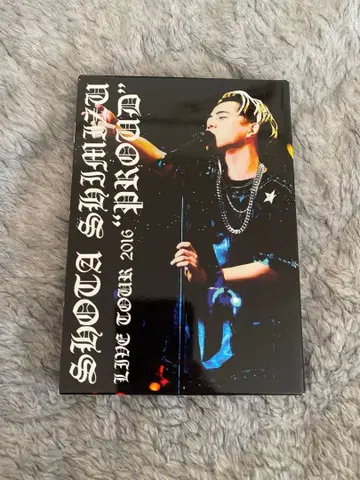 SHOTA SHIMIZU
LIVE TOUR 2016 "PROUD"